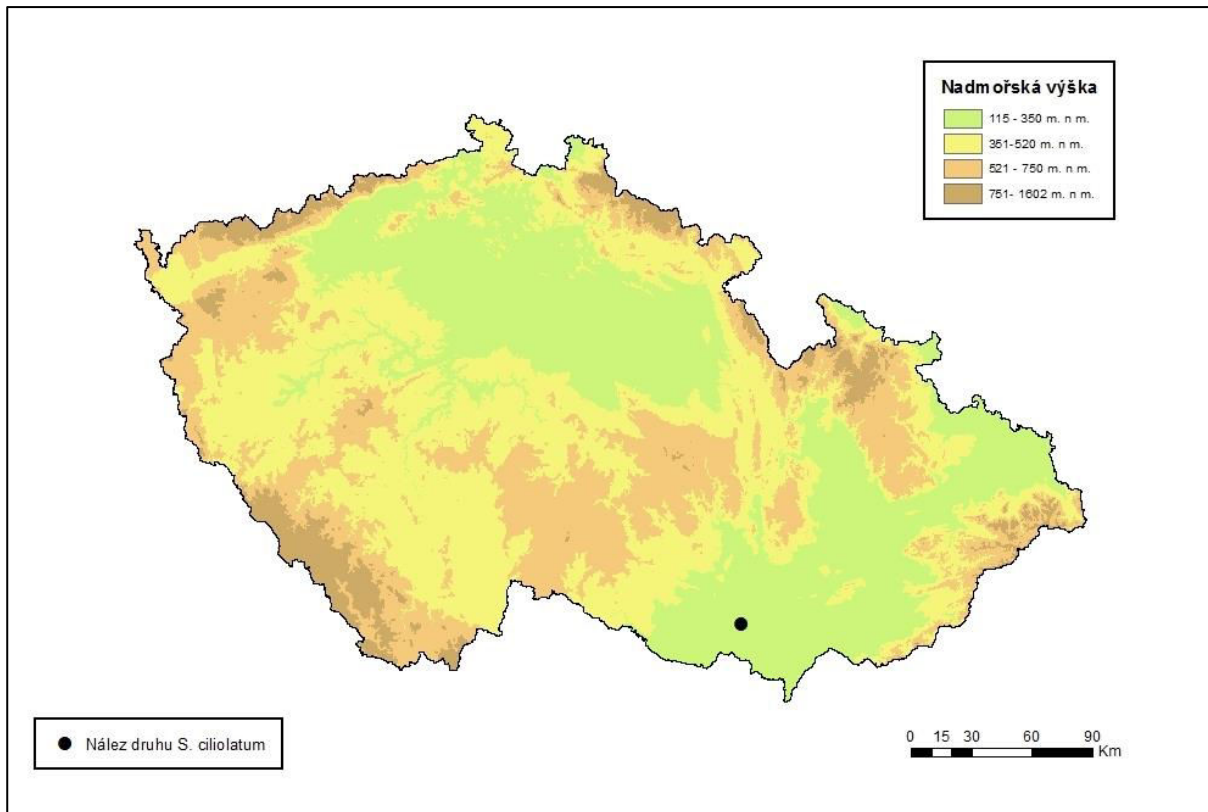 Nadmořská výška
115 - 350 m. n m.
351-520 m. n m.
521 - 750 m. n m.
751- 1602 m. n m.
Nález druhu S. ciliolatum
0 15 30 60 90
Km